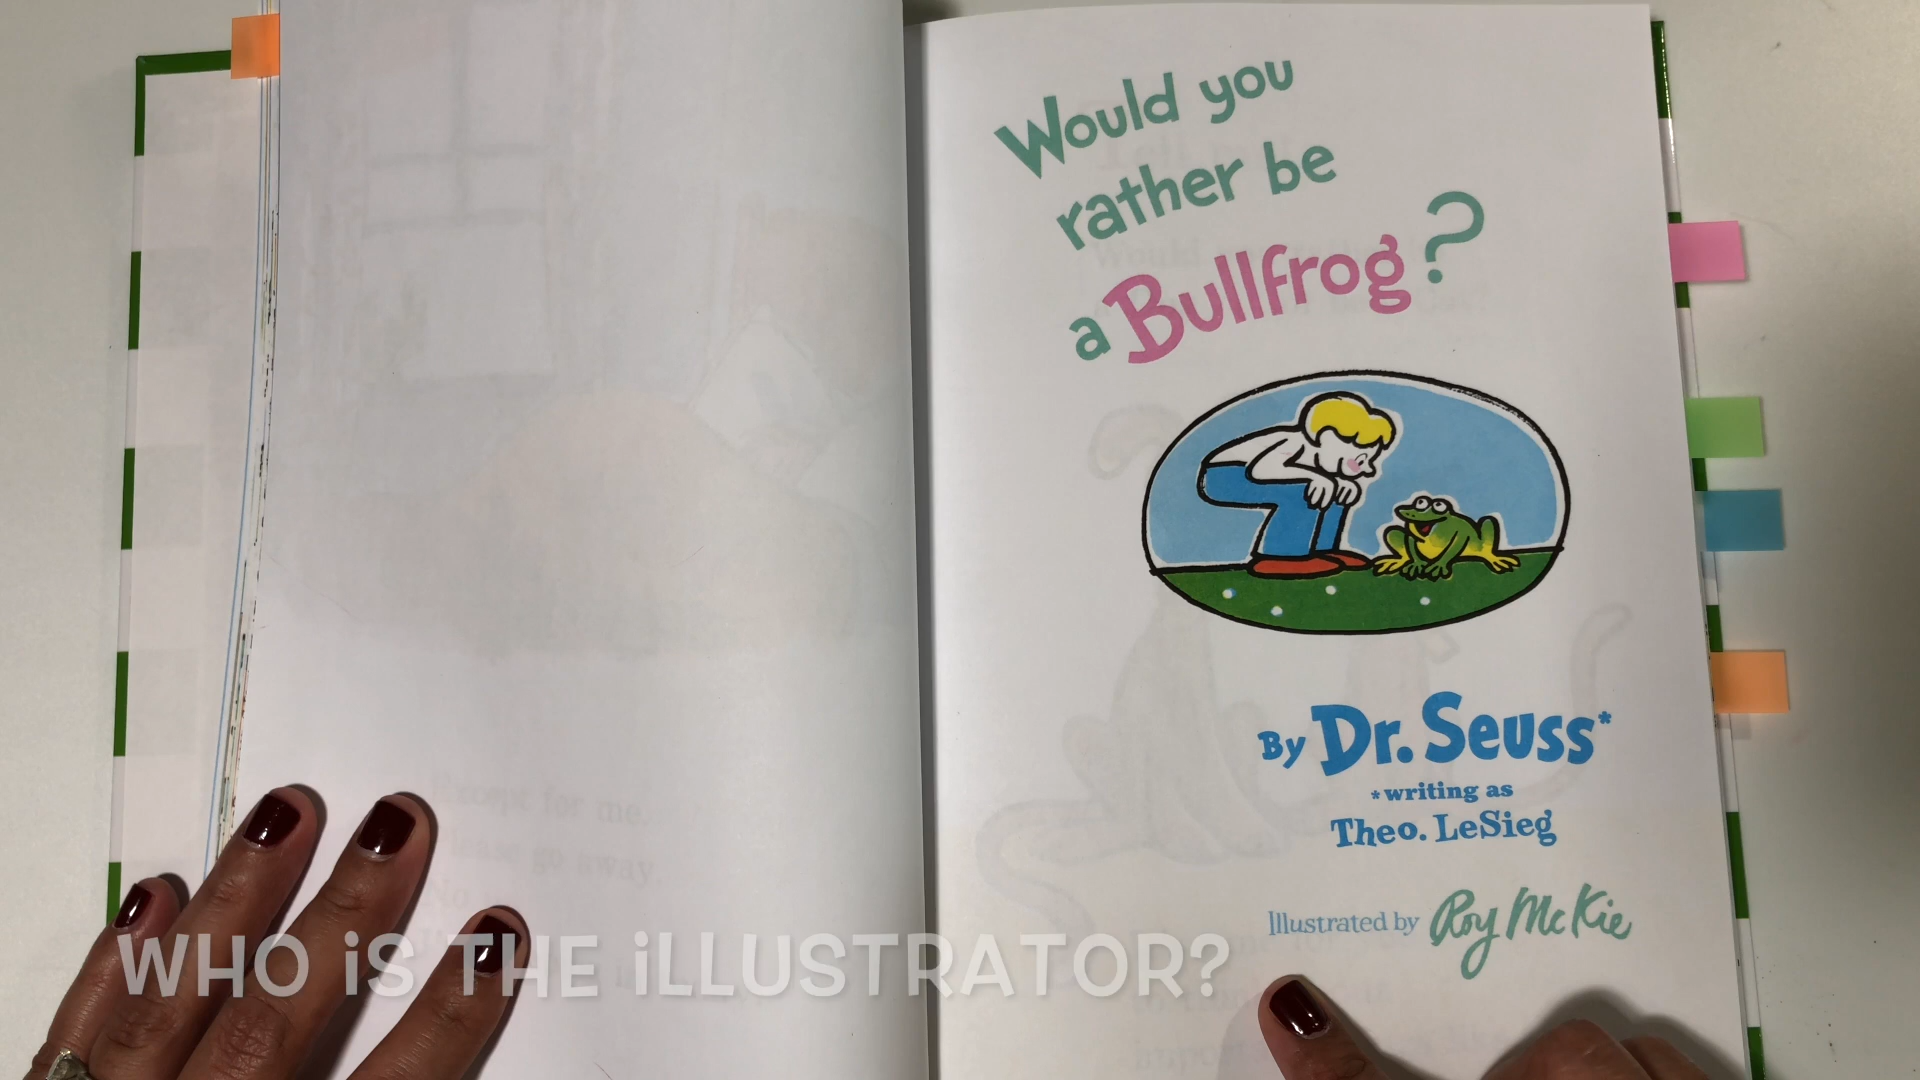 Would you
rather be
a Bullfrog?
By Dr. Seuss*
*writing as
Theo. LeSieg
Illustrated by Roy McKie
WHO iS THE iLLUSTRATOR?